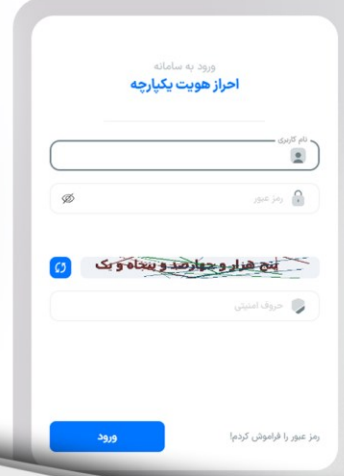 ورود به سامانه
احراز هویت یکپارچه
نام کاربری
رمز عبور
پنج هزار و چهارصد و پنجاه و یک
حروف امنیتی
رمز عبور را فراموش کردم!
ورود